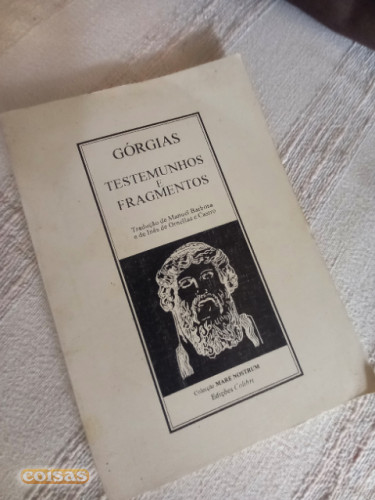 GÓRGIAS
TESTEMUNHOS
E
FRAGMENTOS
Tradução de Manuel Barbosa
e de Inês de Ornellas e Castro
Colecção MARE NOSTRUM
Edições Colibri
coisas